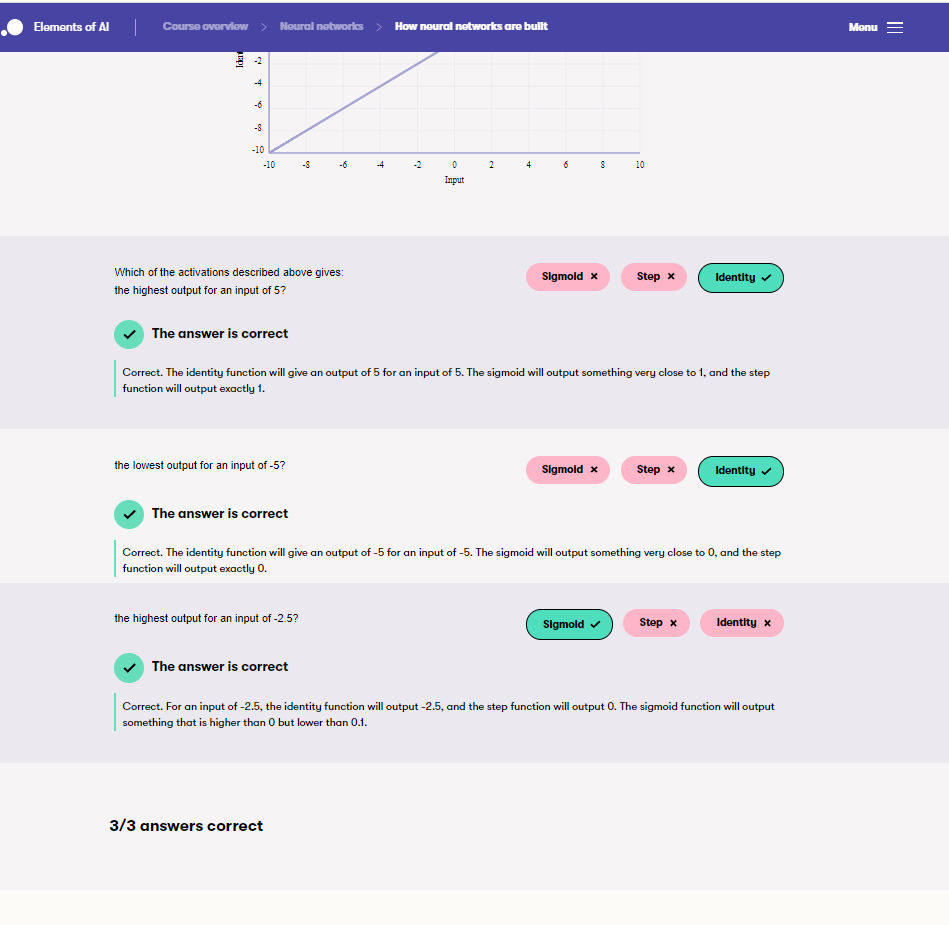 Elements of AI
Course overview > Neural networks > How neural networks are built
Menu
-2
-4
-6
-8
-10
-10 -8 -6 -4 -2 0 2 4 6 8 10
Input
Which of the activations described above gives:
the highest output for an input of 5?
Sigmoid ×
Step ×
Identity ✓
The answer is correct
Correct. The identity function will give an output of 5 for an input of 5. The sigmoid will output something very close to 1, and the step
function will output exactly 1.
the lowest output for an input of -5?
Sigmoid ×
Step ×
Identity ✓
The answer is correct
Correct. The identity function will give an output of -5 for an input of -5. The sigmoid will output something very close to 0, and the step
function will output exactly 0.
the highest output for an input of -2.5?
Sigmoid ✓
Step ×
Identity ×
The answer is correct
Correct. For an input of -2.5, the identity function will output -2.5, and the step function will output 0. The sigmoid function will output
something that is higher than 0 but lower than 0.1.
3/3 answers correct